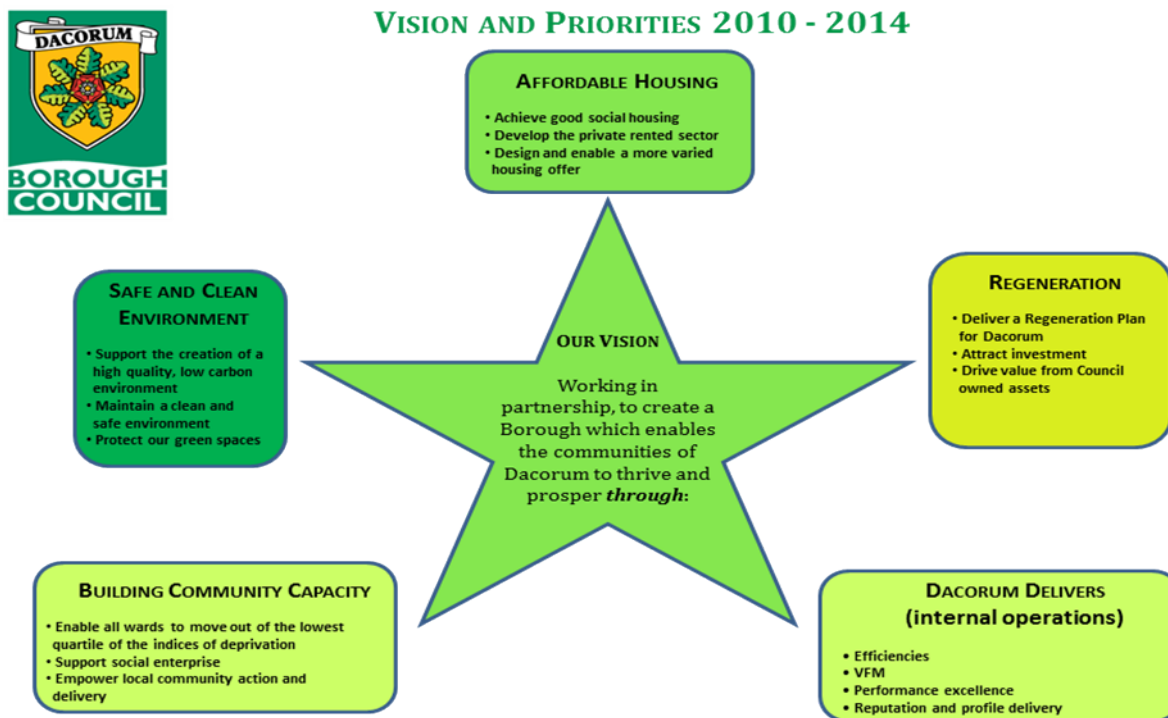 VISION AND PRIORITIES 2010 - 2014
DACORUM
BOROUGH
COUNCIL
AFFORDABLE HOUSING
• Achieve good social housing
• Develop the private rented sector
• Design and enable a more varied
housing offer
SAFE AND CLEAN
ENVIRONMENT
• Support the creation of a
high quality, low carbon
environment
• Maintain a clean and
safe environment
• Protect our green spaces
OUR VISION
Working in
partnership, to create a
Borough which enables
the communities of
Dacorum to thrive and
prosper through:
REGENERATION
• Deliver a Regeneration Plan
for Dacorum
• Attract investment
• Drive value from Council
owned assets
BUILDING COMMUNITY CAPACITY
• Enable all wards to move out of the lowest
quartile of the indices of deprivation
• Support social enterprise
• Empower local community action and
delivery
DACORUM DELIVERS
(internal operations)
• Efficiencies
• VFM
• Performance excellence
• Reputation and profile delivery